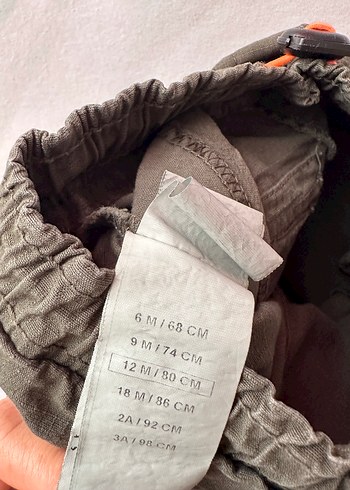 6 M / 68 CM
9 M / 74 CM
12 M / 80 CM
18 M / 86 CM
2A / 92 CM
3A / 98 CM